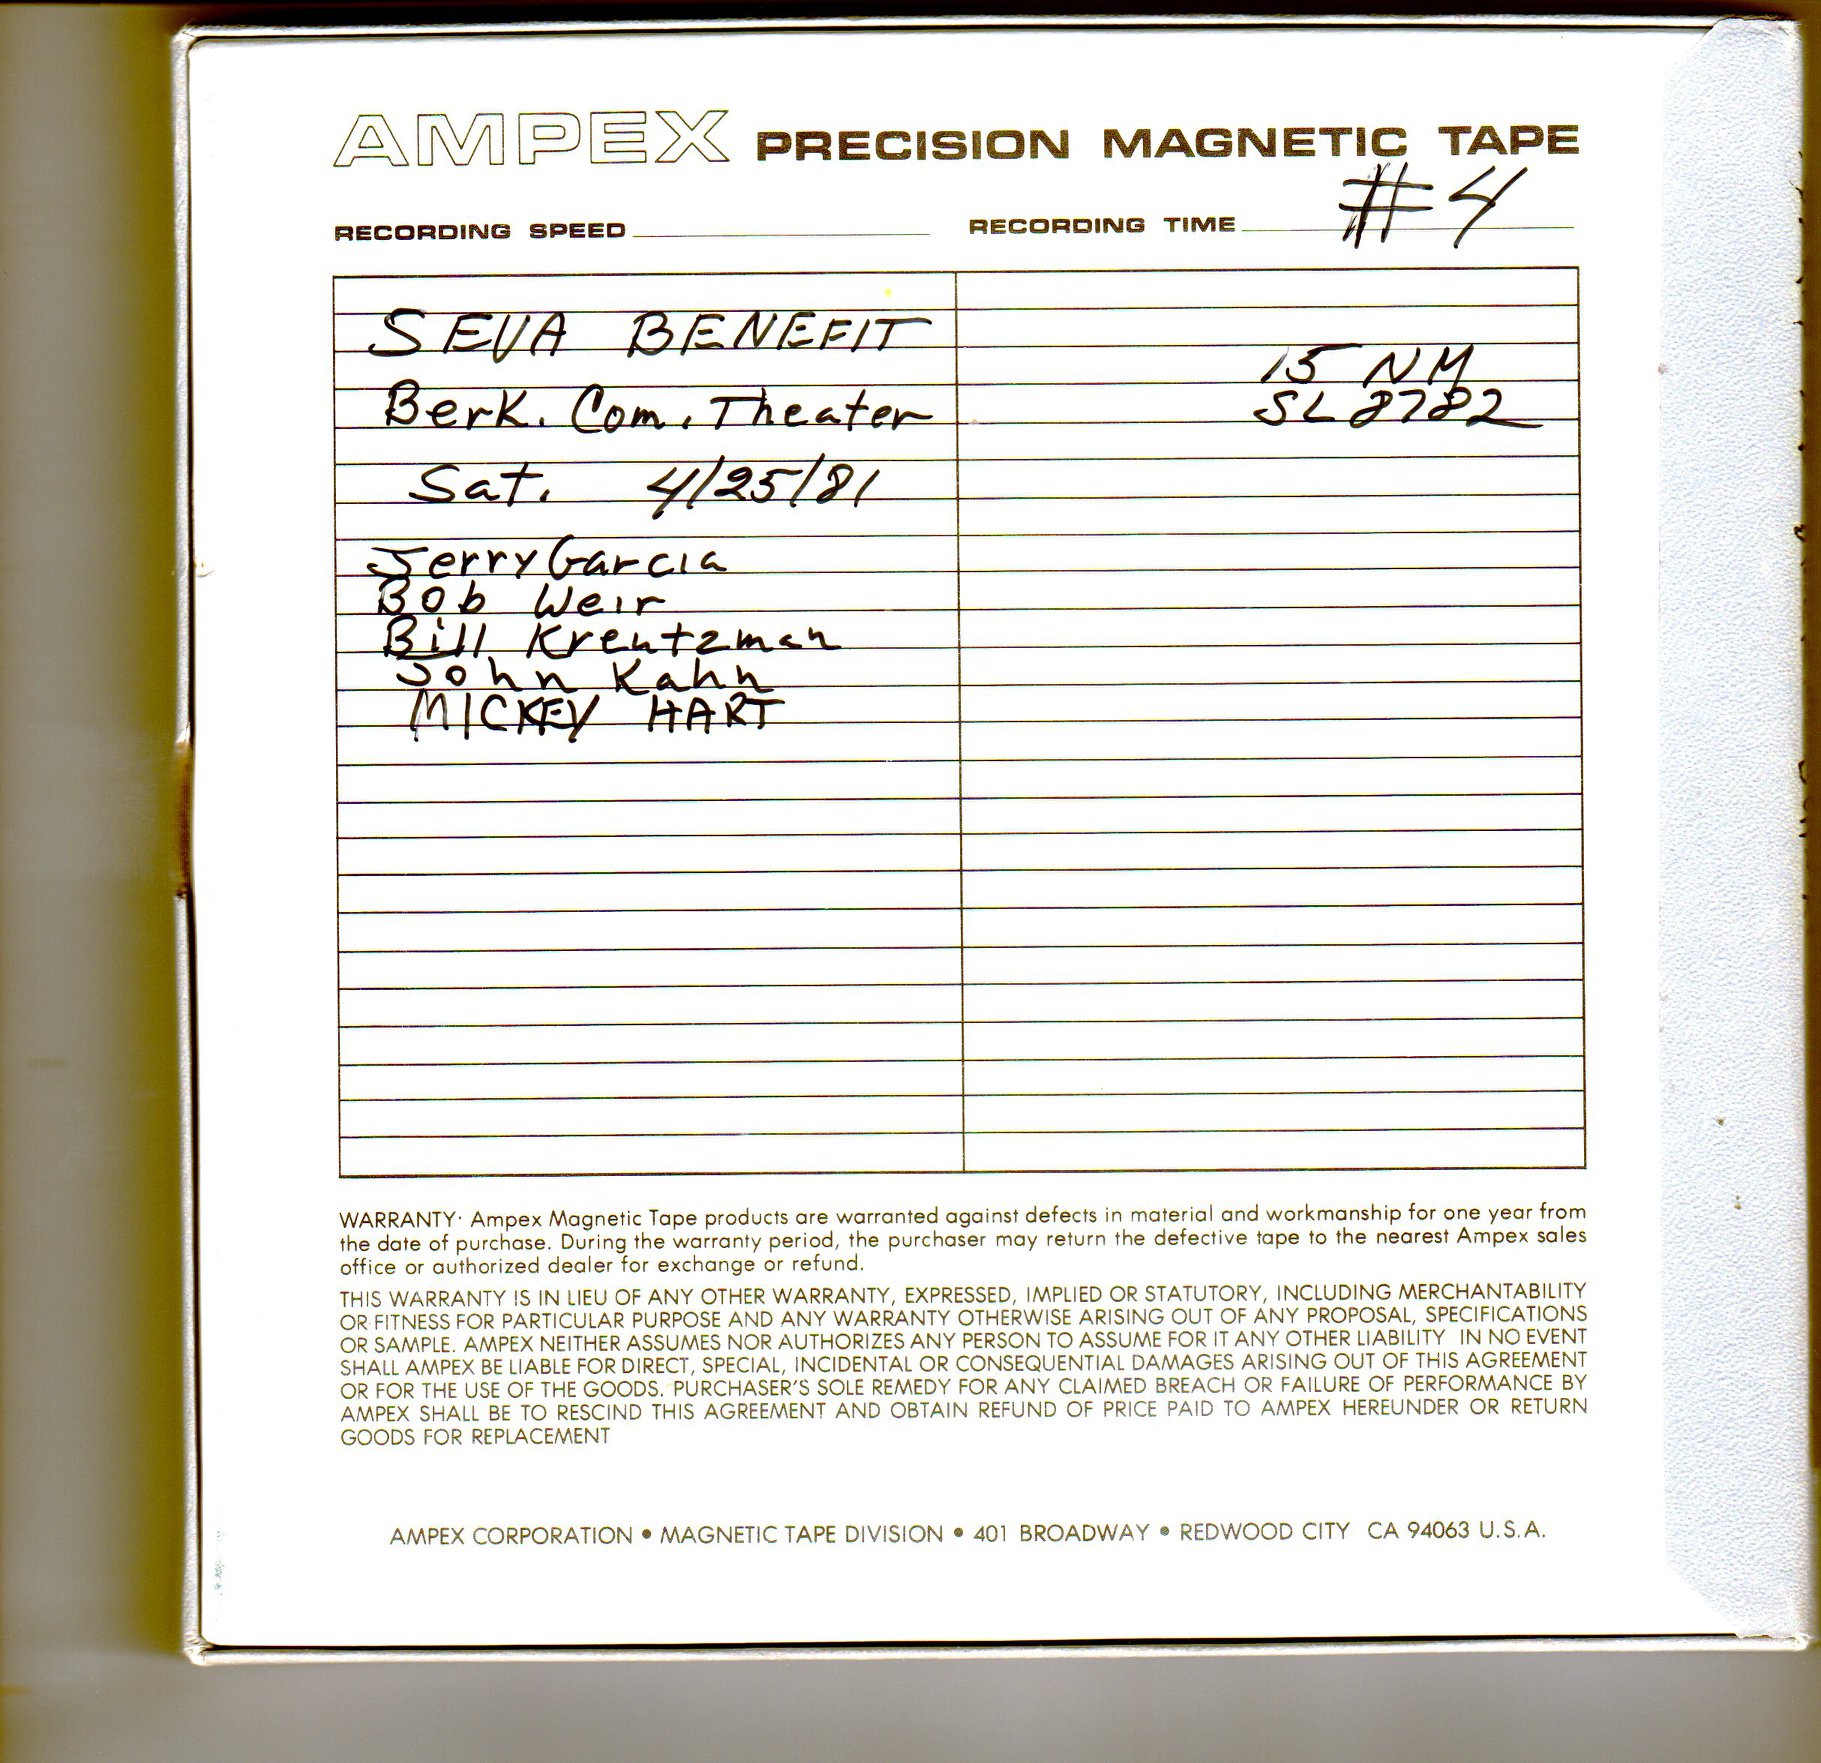 AMPEX PRECISION MAGNETIC TAPE
#4
RECORDING SPEED RECORDING TIME
SEVA BENEFIT
15 NM
Berk. Com. Theater
SL 8782
Sat. 4/25/81
Jerry Garcia
Bob Weir
Bill Kreutzman
John Kahn
MICKEY HART
WARRANTY· Ampex Magnetic Tape products are warranted against defects in material and workmanship for one year from
the date of purchase. During the warranty period, the purchaser may return the defective tape to the nearest Ampex sales
office or authorized dealer for exchange or refund.
THIS WARRANTY IS IN LIEU OF ANY OTHER WARRANTY, EXPRESSED, IMPLIED OR STATUTORY, INCLUDING MERCHANTABILITY
OR FITNESS FOR PARTICULAR PURPOSE AND ANY WARRANTY OTHERWISE ARISING OUT OF ANY PROPOSAL, SPECIFICATIONS
OR SAMPLE. AMPEX NEITHER ASSUMES NOR AUTHORIZES ANY PERSON TO ASSUME FOR IT ANY OTHER LIABILITY IN NO EVENT
SHALL AMPEX BE LIABLE FOR DIRECT, SPECIAL, INCIDENTAL OR CONSEQUENTIAL DAMAGES ARISING OUT OF THIS AGREEMENT
OR FOR THE USE OF THE GOODS. PURCHASER'S SOLE REMEDY FOR ANY CLAIMED BREACH OR FAILURE OF PERFORMANCE BY
AMPEX SHALL BE TO RESCIND THIS AGREEMENT AND OBTAIN REFUND OF PRICE PAID TO AMPEX HEREUNDER OR RETURN
GOODS FOR REPLACEMENT
AMPEX CORPORATION • MAGNETIC TAPE DIVISION • 401 BROADWAY • REDWOOD CITY CA 94063 U.S.A.